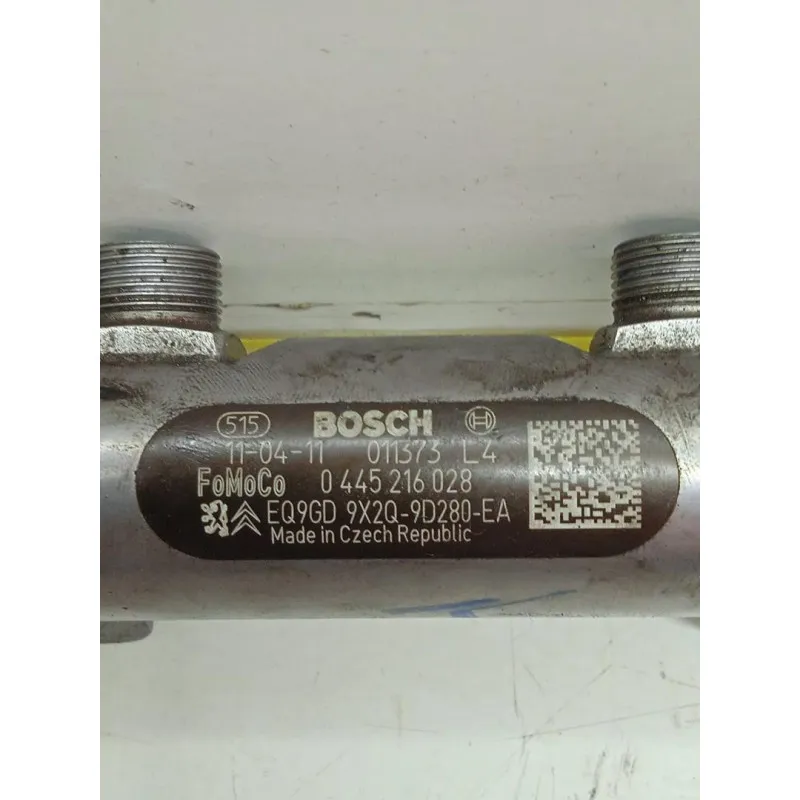 515 BOSCH
11-04-11 011373 L4
FoMoCo 0 445 216 028
EQ9GD 9X2Q-9D280-EA
Made in Czech Republic